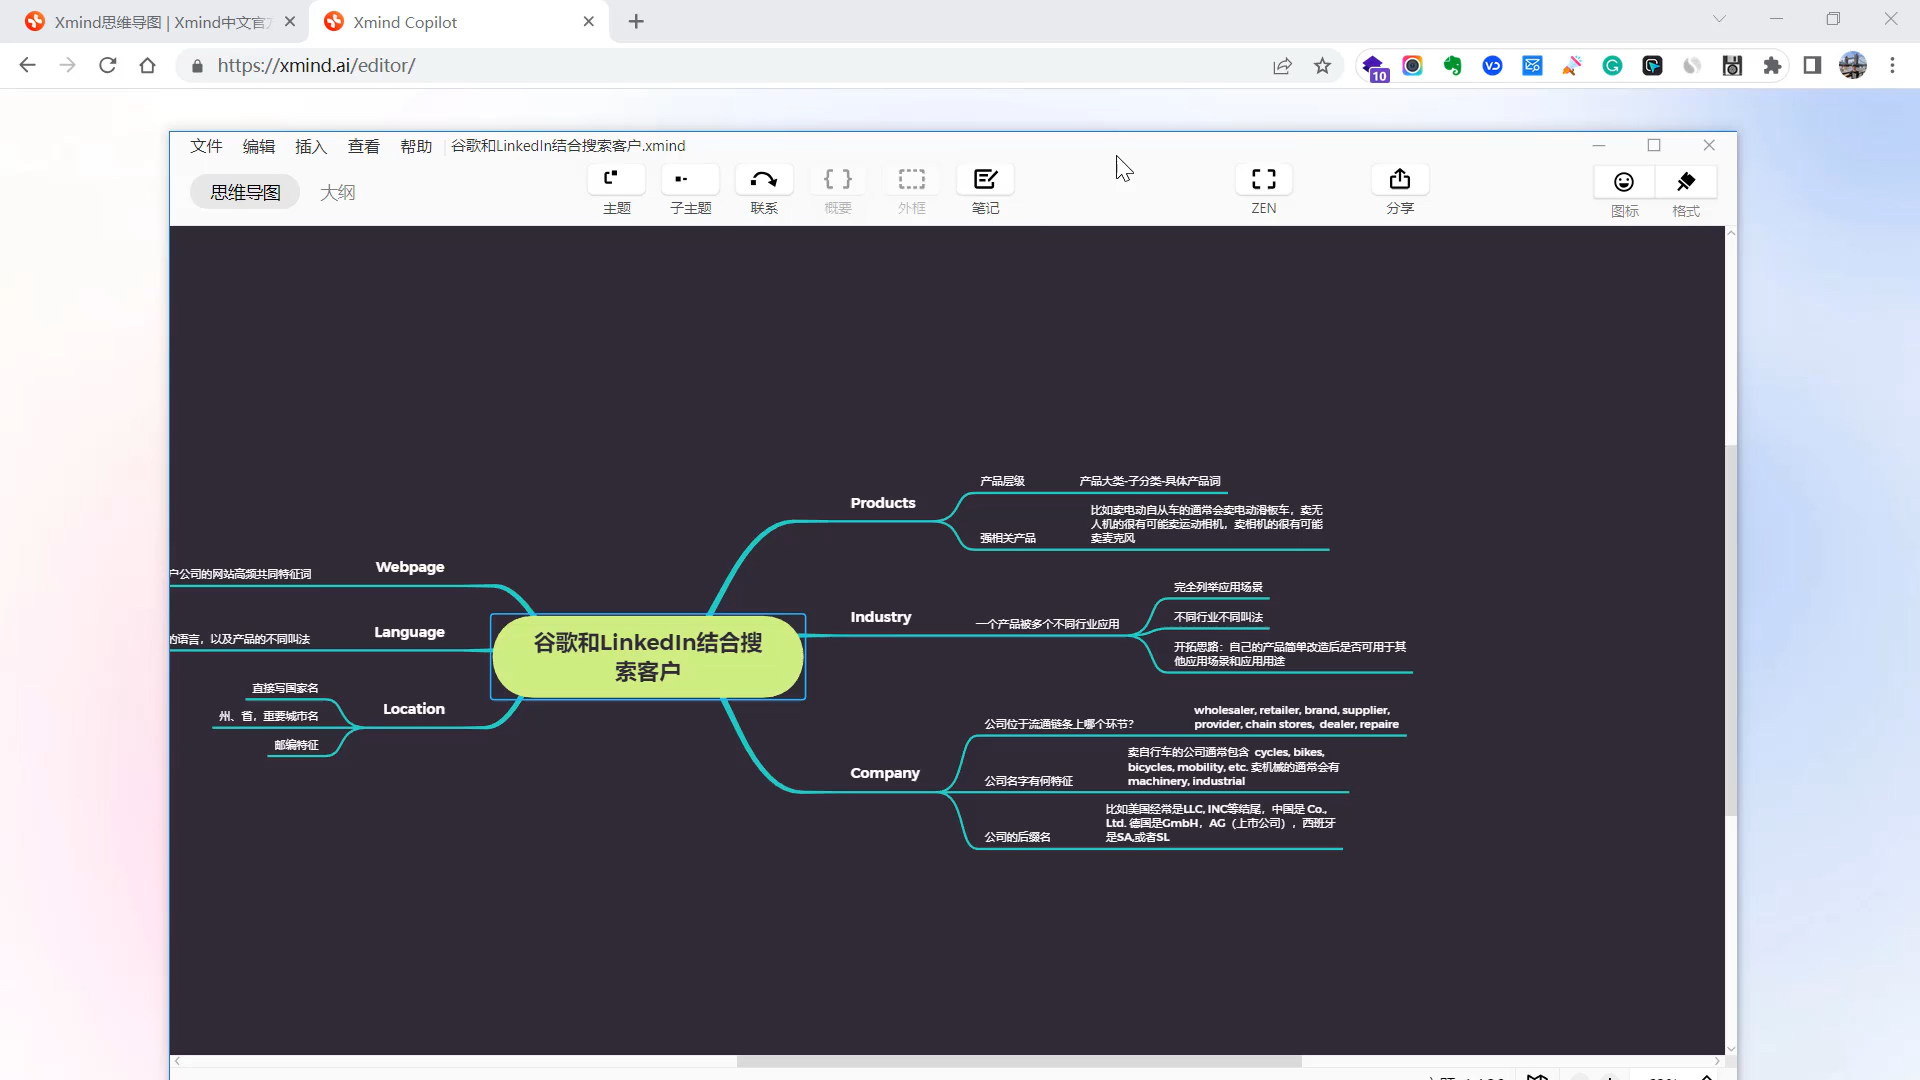 Xmind思维导图 | Xmind中文官
Xmind Copilot
https://xmind.ai/editor/
10
文件 编辑 插入 查看 帮助 谷歌和LinkedIn结合搜索客户.xmind
思维导图 大纲
主题 子主题 联系 概要 外框 笔记 ZEN 分享 图标 格式
Products
产品层级
产品大类-子分类-具体产品词
强相关产品
比如卖电动自从车的通常会卖电动滑板车，卖无
人机的很有可能卖运动相机，卖相机的很有可能
卖麦克风
Webpage
户公司的网站高频共同特征词
Language
的语言，以及产品的不同叫法
Location
直接写国家名
州、省，重要城市名
邮编特征
谷歌和LinkedIn结合搜
索客户
Industry
一个产品被多个不同行业应用
完全列举应用场景
不同行业不同叫法
开拓思路：自己的产品简单改造后是否可用于其
他应用场景和应用用途
Company
公司位于流通链条上哪个环节？
wholesaler, retailer, brand, supplier,
provider, chain stores, dealer, repaire
公司名字有何特征
卖自行车的公司通常包含 cycles, bikes,
bicycles, mobility, etc. 卖机械的通常会有
machinery, industrial
公司的后缀名
比如美国经常是LLC, INC等结尾，中国是 Co.,
Ltd. 德国是GmbH，AG（上市公司），西班牙
是SA,或者SL